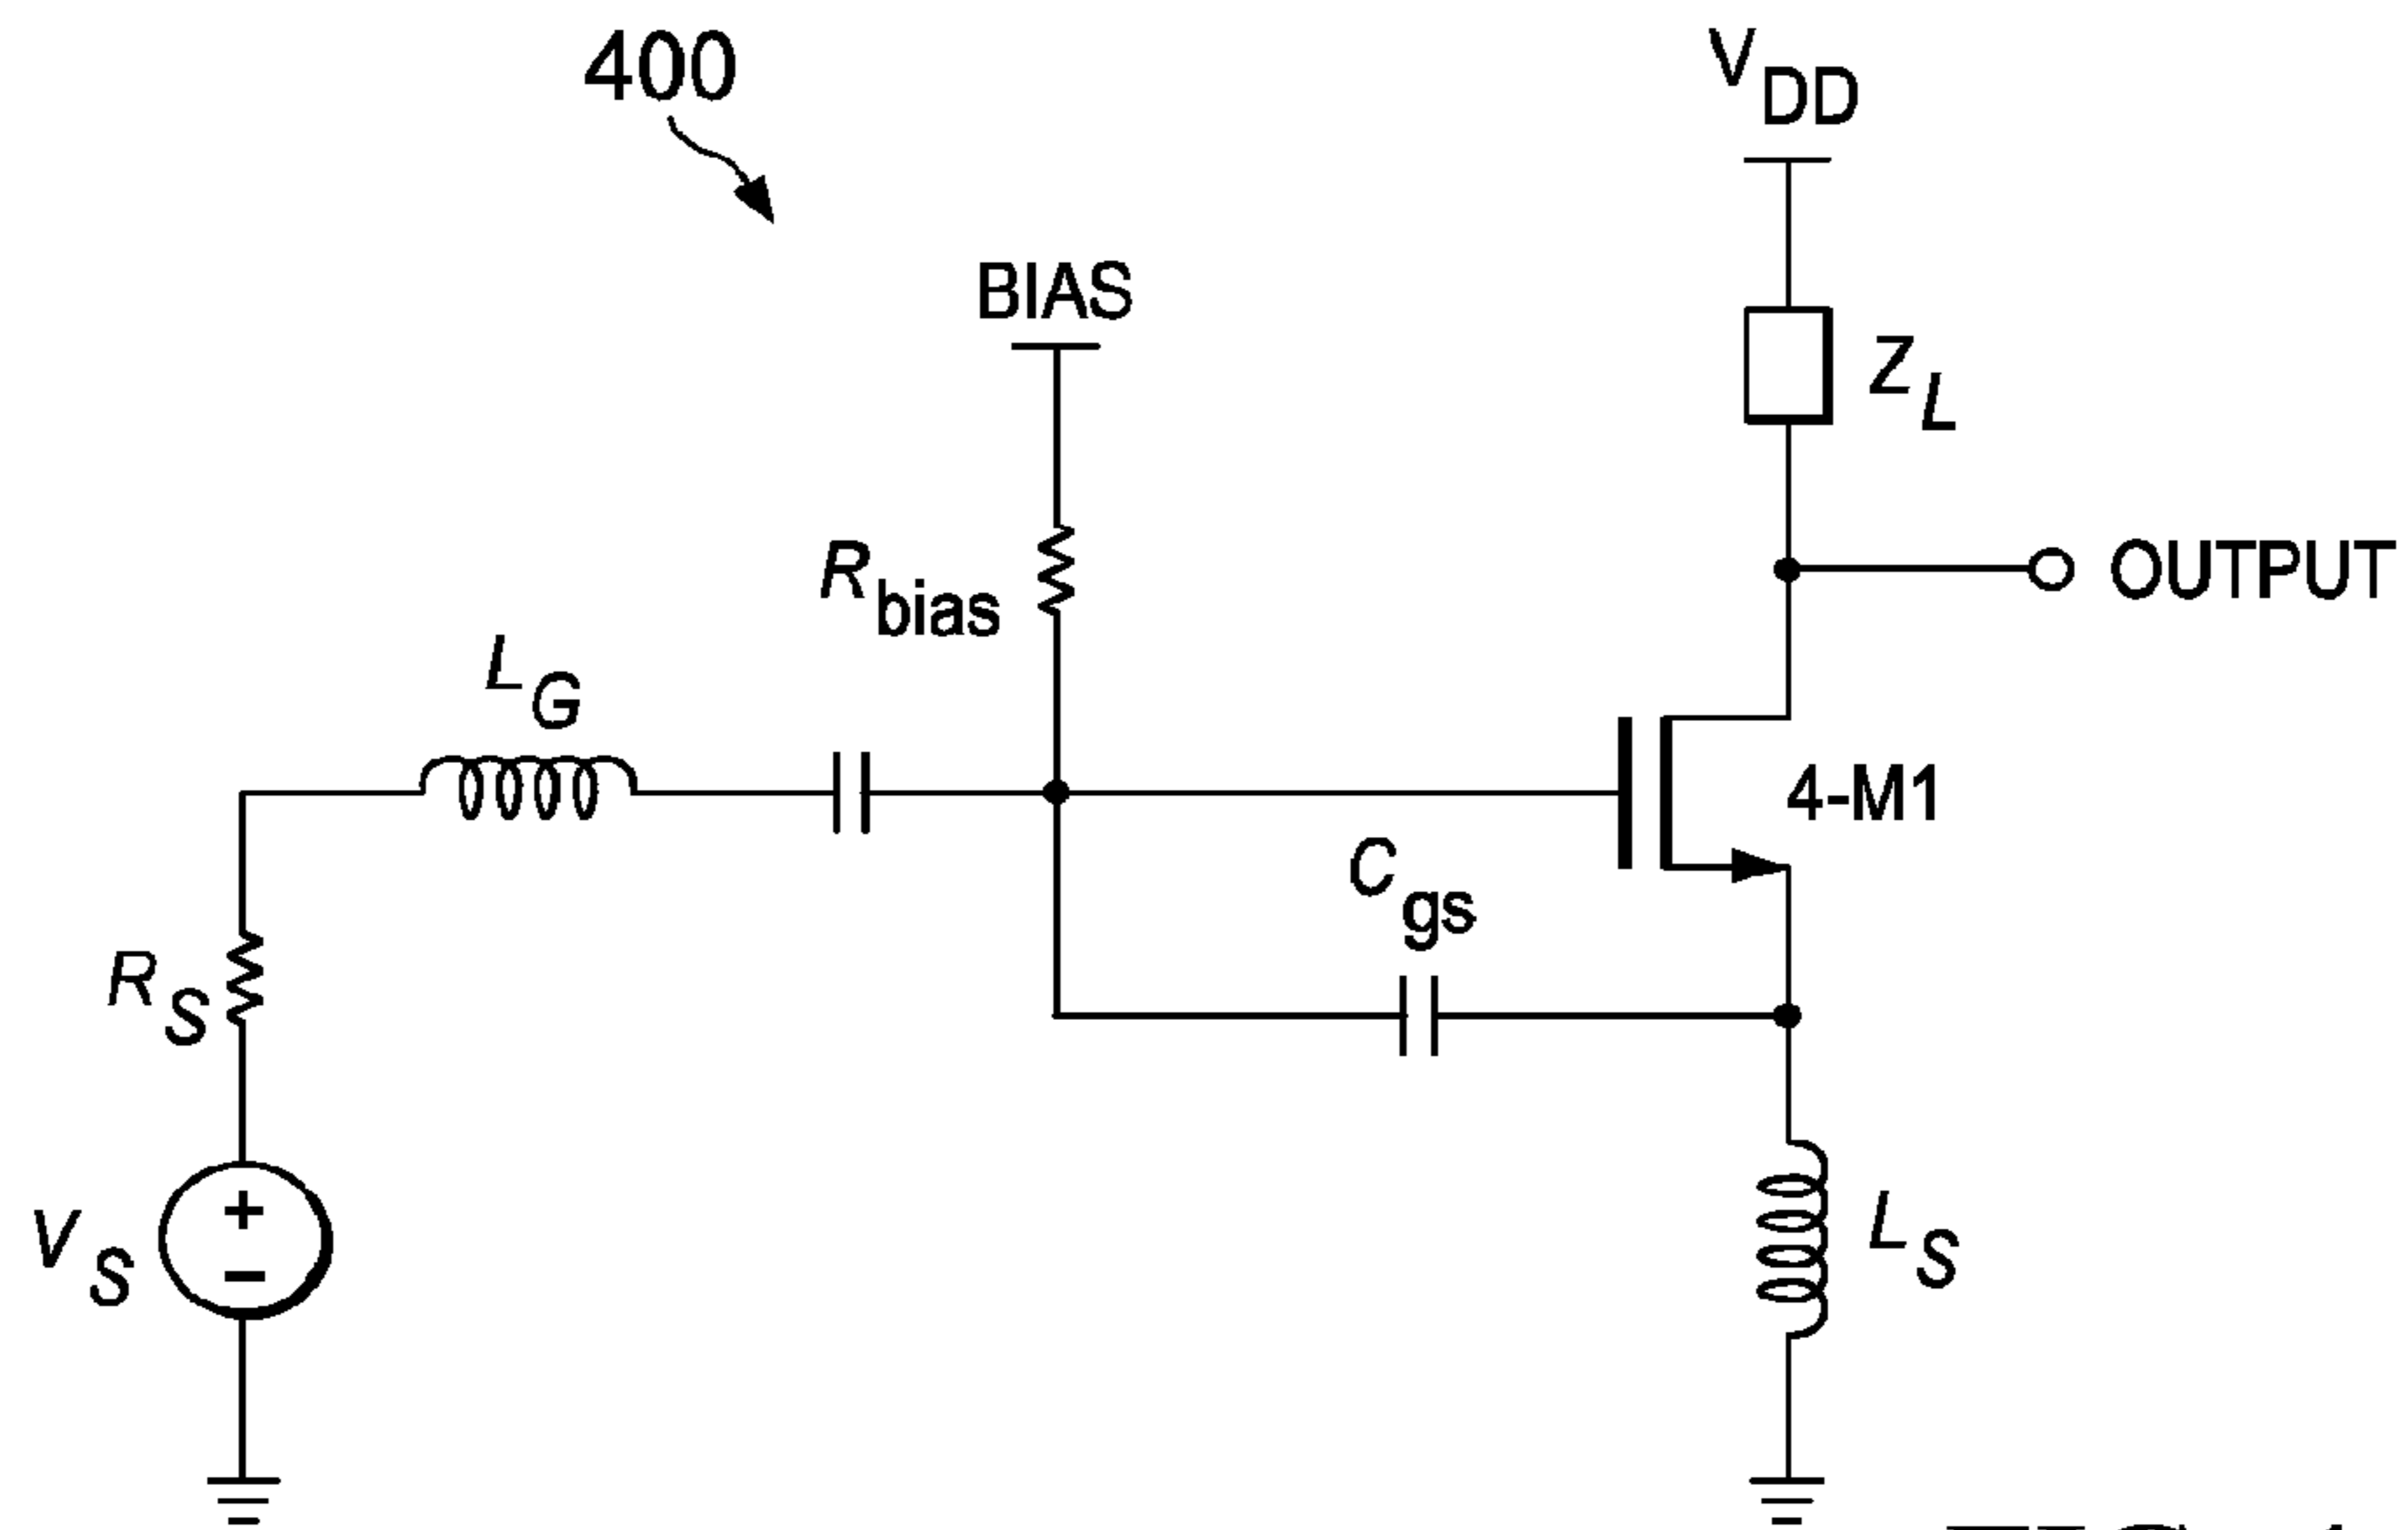 400
VDD
BIAS
ZL
Rbias
OUTPUT
LG
4-M1
Cgs
RS
VS
+
−
LS